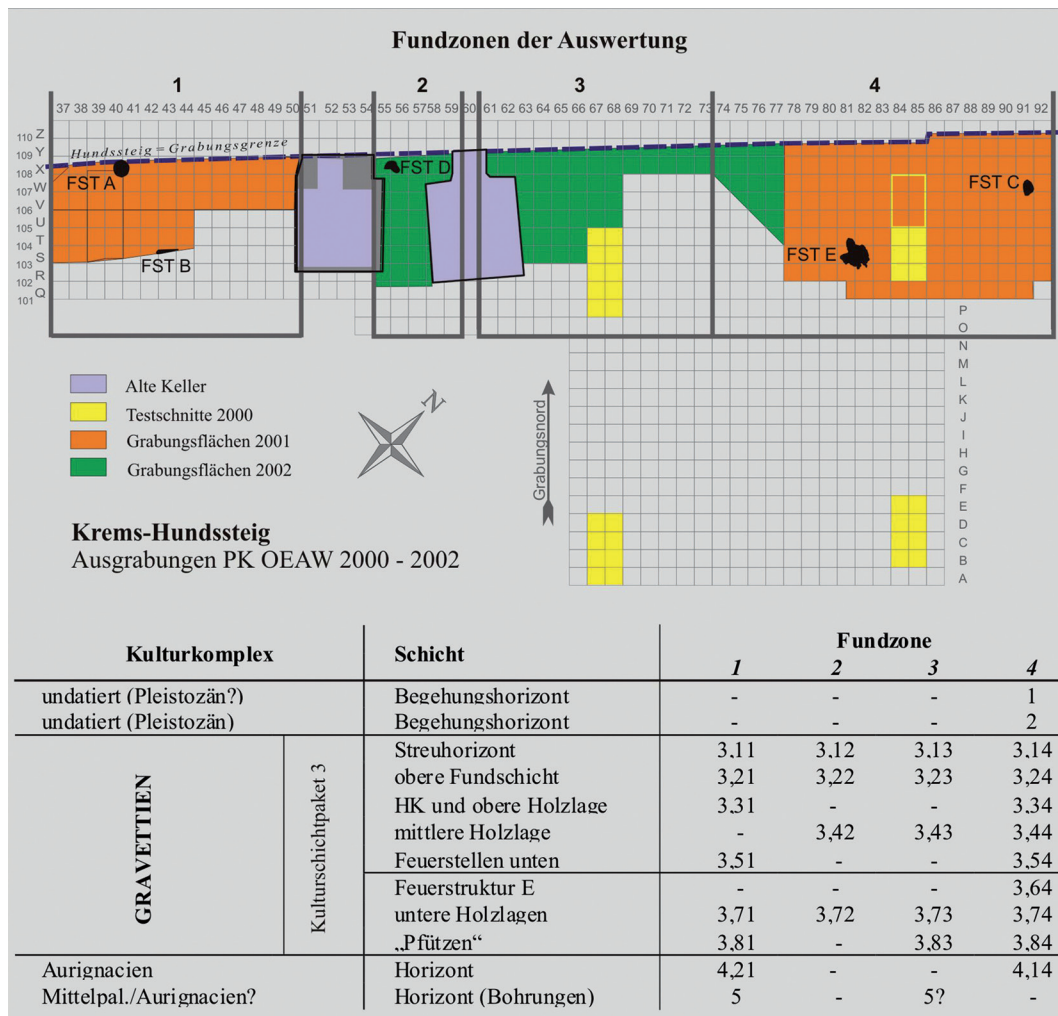 Fundzonen der Auswertung
1 2 3 4
37 38 39 40 41 42 43 44 45 46 47 48 49 50 51 52 53 54 55 56 57 58 59 60 61 62 63 64 65 66 67 68 69 70 71 72 73 74 75 76 77 78 79 80 81 82 83 84 85 86 87 88 89 90 91 92
110 Z
Hundssteig = Grabungsgrenze
109 Y
108 X
W
FST A
FST D
FST C
107 V
106 U
105 T
104 S
103 R
102 Q
101
FST B
FST E
P
O
N
M
L
K
J
I
H
G
F
E
D
C
B
A
Alte Keller
Testschnitte 2000
Grabungsflächen 2001
Grabungsflächen 2002
N
Grabungsnord
Krems-Hundssteig
Ausgrabungen PK OEAW 2000 - 2002
Kulturkomplex Schicht Fundzone
1 2 3 4
undatiert (Pleistozän?) Begehungshorizont - - - 1
undatiert (Pleistozän) Begehungshorizont - - - 2
GRAVETTIEN
Kulturschichtpaket 3
Streuhorizont 3,11 3,12 3,13 3,14
obere Fundschicht 3,21 3,22 3,23 3,24
HK und obere Holzlage 3,31 - - 3,34
mittlere Holzlage - 3,42 3,43 3,44
Feuerstellen unten 3,51 - - 3,54
Feuerstruktur E - - - 3,64
untere Holzlagen 3,71 3,72 3,73 3,74
„Pfützen“ 3,81 - 3,83 3,84
Aurignacien Horizont 4,21 - - 4,14
Mittelpal./Aurignacien? Horizont (Bohrungen) 5 - 5? -